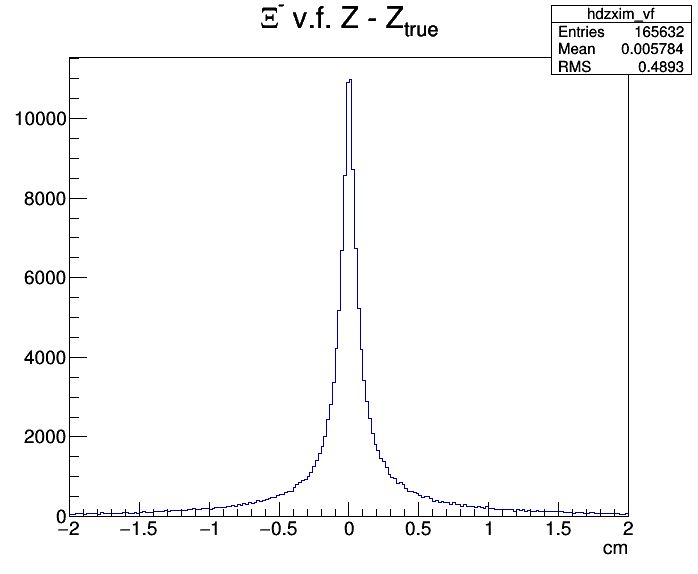 Ξ⁻ v.f. Z - Z_true
hdzxim_vf
Entries 165632
Mean 0.005784
RMS 0.4893
10000
8000
6000
4000
2000
0
−2 −1.5 −1 −0.5 0 0.5 1 1.5 2
cm